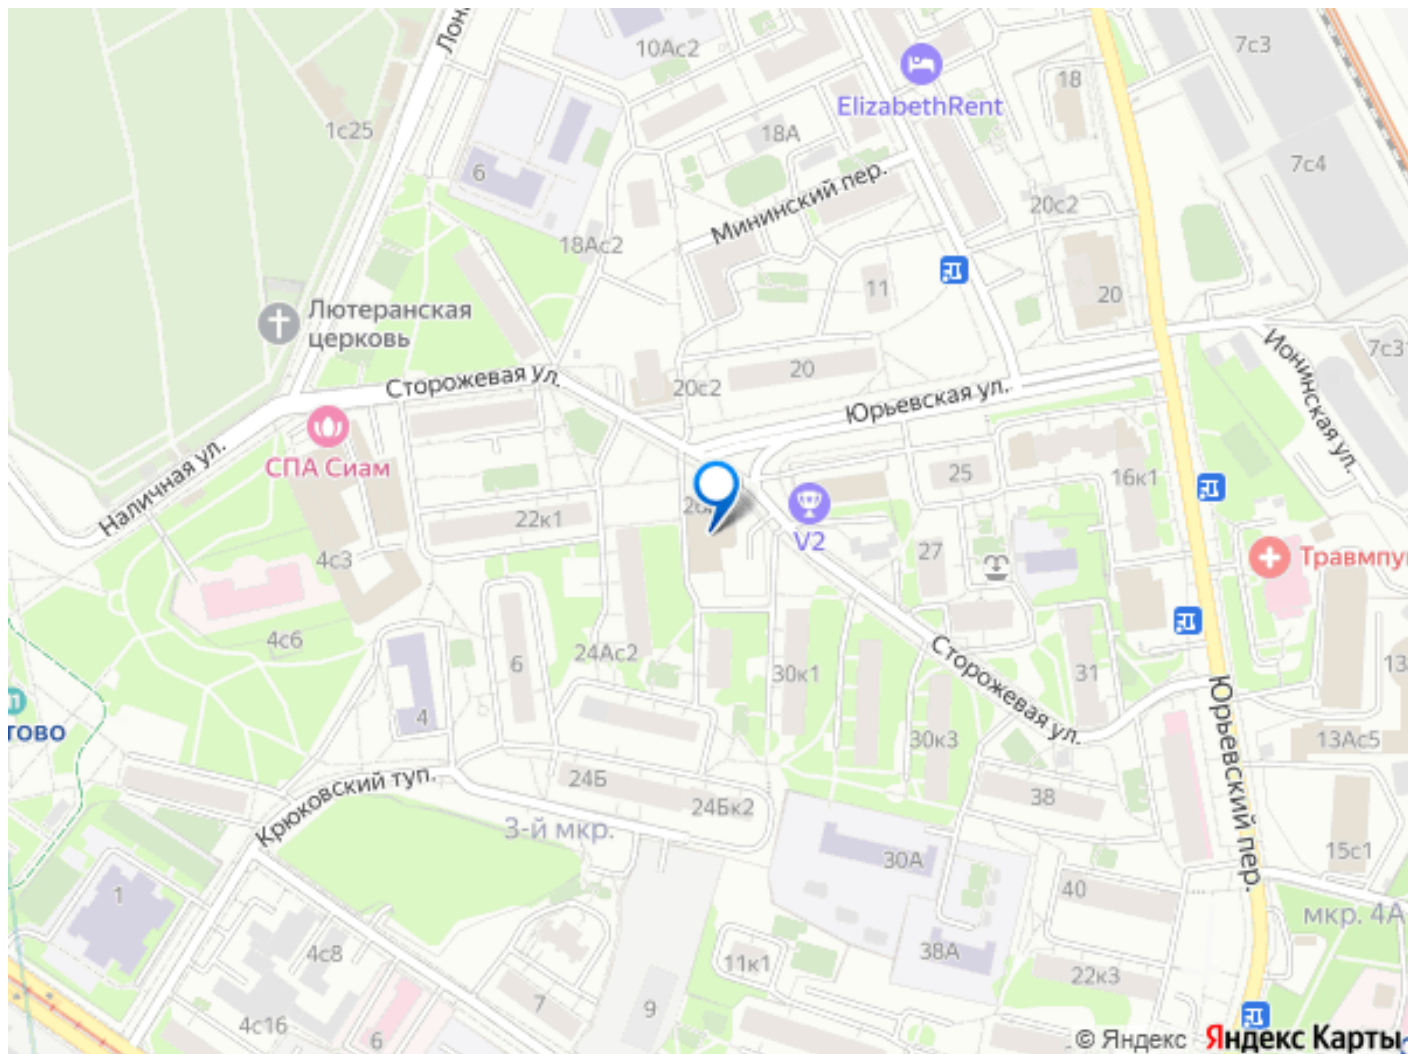 10Ас2
7с3
18
ElizabethRent
1с25
18А
7с4
6
Мининский пер.
20с2
18Ас2
11
20
Лютеранская
церковь
Ионинская ул.
Сторожевая ул.
20с2
20
Юрьевская ул.
СПА Сиам
Наличная ул.
25
16к1
22к1
V2
27
Травмпу
4с3
4с6
24Ас2
6
30к1
Сторожевая ул.
31
13
4
30к3
13Ас5
тово
Юрьевский пер.
Крюковский туп.
24Б
24Бк2
38
3-й мкр.
15с1
30А
40
1
мкр. 4А
4с8
38А
11к1
22к3
7
9
4с16
6
© Яндекс
Яндекс Карты